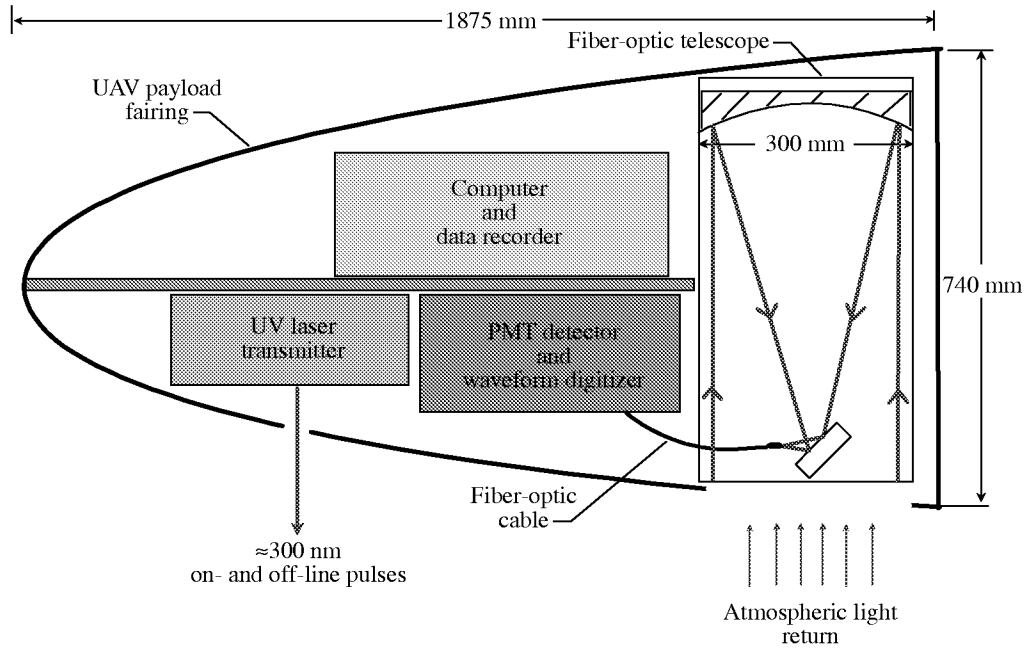 1875 mm
Fiber-optic telescope
UAV payload
fairing
300 mm
Computer
and
data recorder
740 mm
UV laser
transmitter
PMT detector
and
waveform digitizer
Fiber-optic
cable
≈300 nm
on- and off-line pulses
Atmospheric light
return